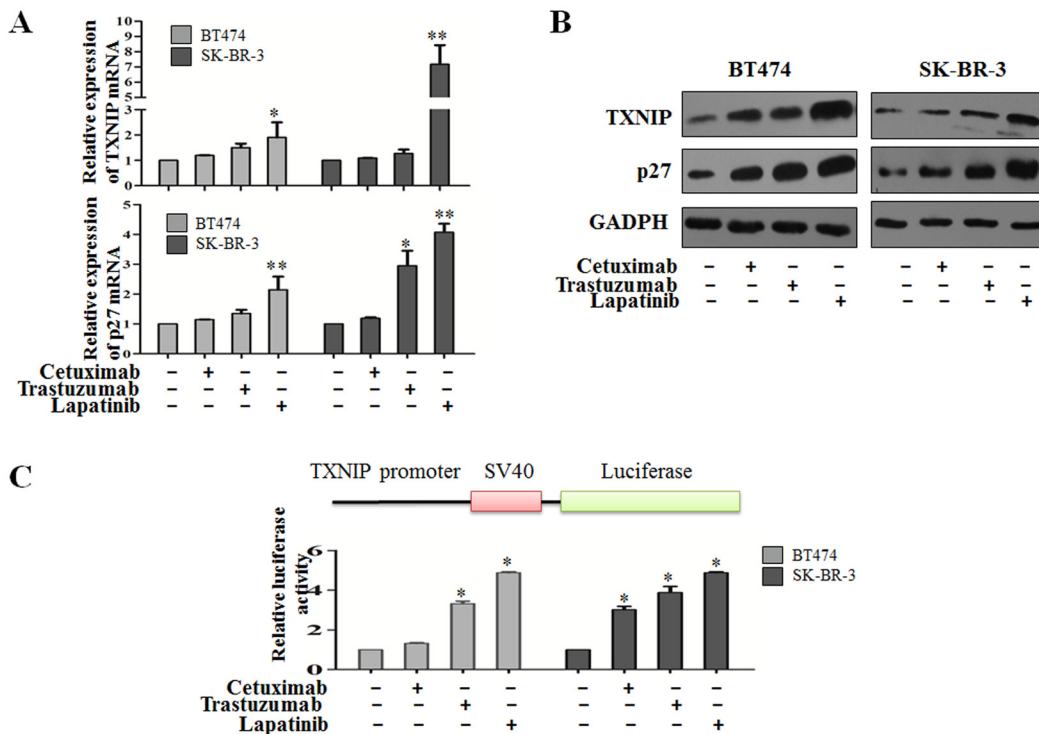 A
Relative expression
of TXNIP mRNA
10
9
8
7
6
5
4
3
2
1
0
BT474
SK-BR-3
*
**
Relative expression
of p27 mRNA
5
4
3
2
1
0
BT474
SK-BR-3
**
*
**
Cetuximab – + – – – + – –
Trastuzumab – – + – – – + –
Lapatinib – – – + – – – +
B
BT474 SK-BR-3
TXNIP
p27
GADPH
Cetuximab – + – – – + – –
Trastuzumab – – + – – – + –
Lapatinib – – – + – – – +
C
TXNIP promoter SV40 Luciferase
Relative luciferase
activity
6
4
2
0
* * * * *
BT474
SK-BR-3
Cetuximab – + – – – + – –
Trastuzumab – – + – – – + –
Lapatinib – – – + – – – +